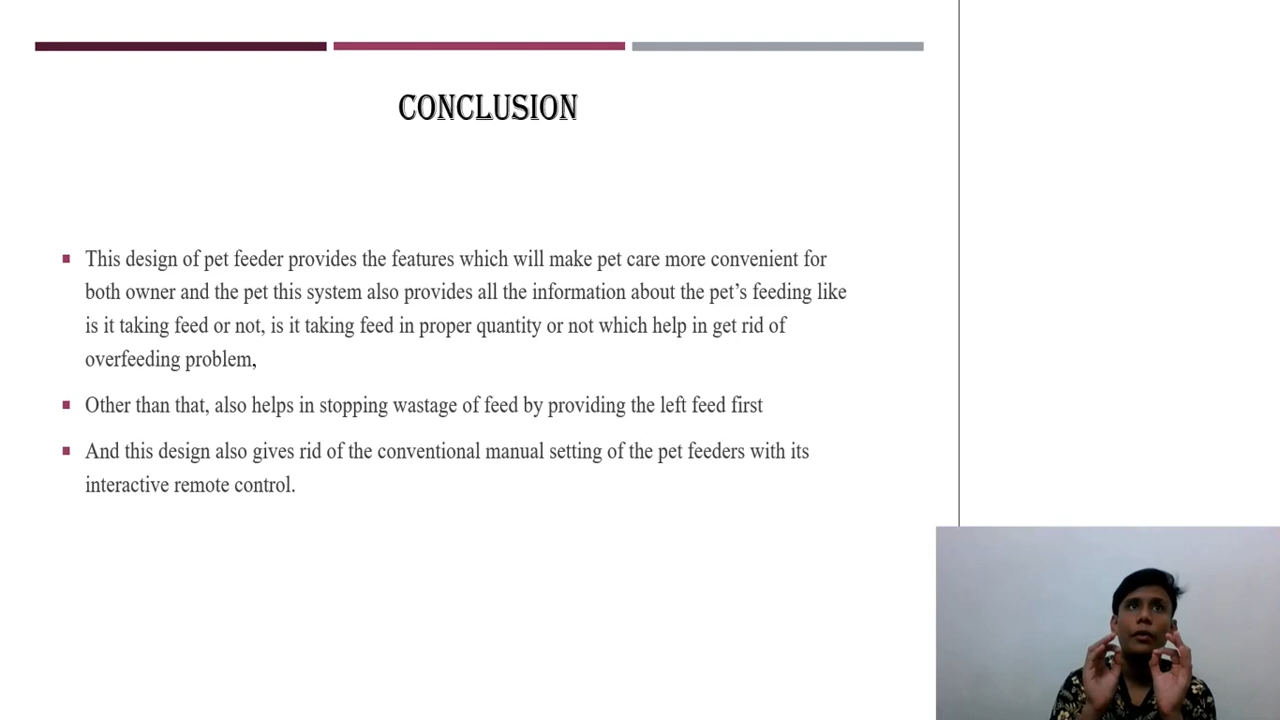 CONCLUSION
This design of pet feeder provides the features which will make pet care more convenient for
both owner and the pet this system also provides all the information about the pet’s feeding like
is it taking feed or not, is it taking feed in proper quantity or not which help in get rid of
overfeeding problem,
Other than that, also helps in stopping wastage of feed by providing the left feed first
And this design also gives rid of the conventional manual setting of the pet feeders with its
interactive remote control.